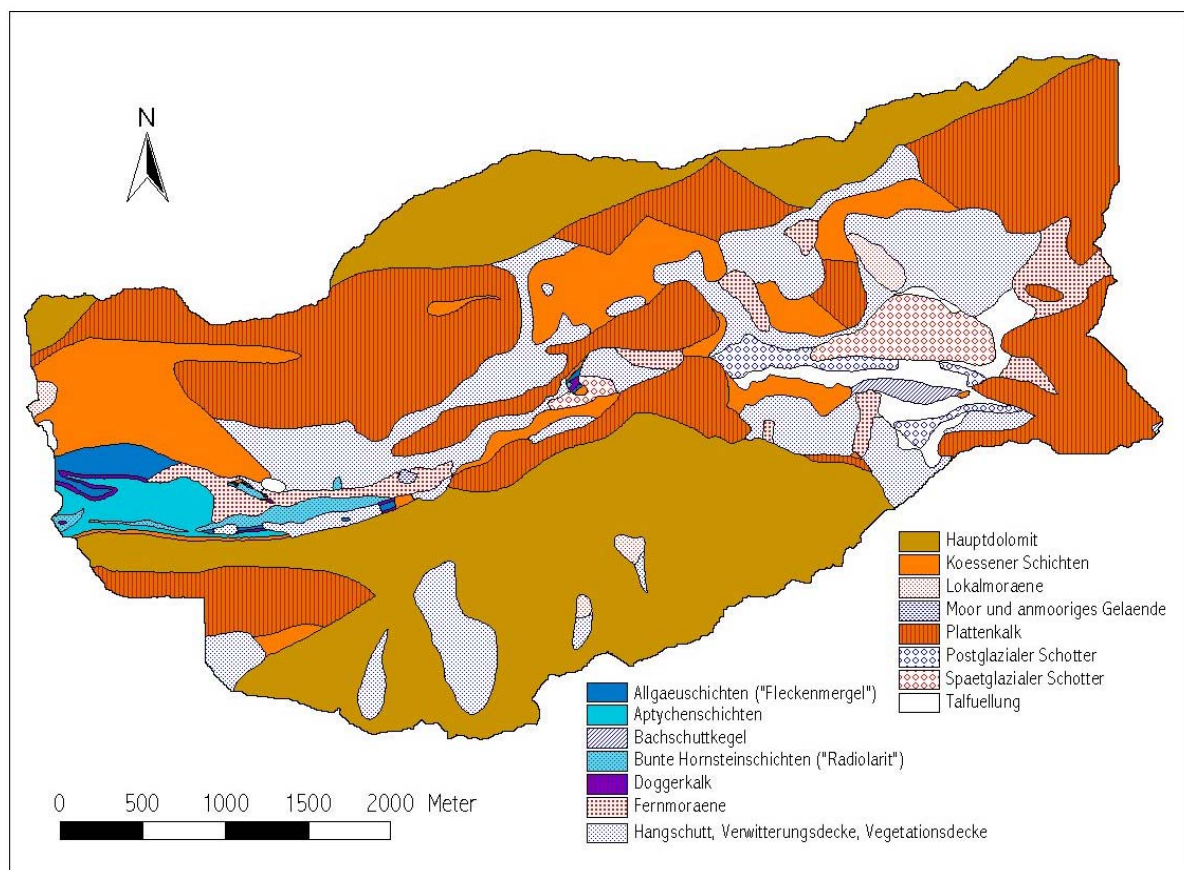 N
Hauptdolomit
Koessener Schichten
Lokalmoraene
Moor und anmooriges Gelaende
Plattenkalk
Postglazialer Schotter
Spaetglazialer Schotter
Talfuellung
Allgaeuschichten ("Fleckenmergel")
Aptychenschichten
Bachschuttkegel
Bunte Hornsteinschichten ("Radiolarit")
Doggerkalk
Fernmoraene
Hangschutt, Verwitterungsdecke, Vegetationsdecke
0 500 1000 1500 2000 Meter